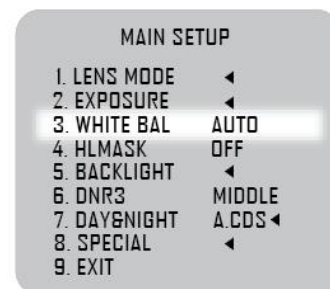 MAIN SETUP
1. LENS MODE ◄
2. EXPOSURE ◄
3. WHITE BAL AUTO
4. HLMASK OFF
5. BACKLIGHT ◄
6. DNR3 MIDDLE
7. DAY&NIGHT A.CDS◄
8. SPECIAL ◄
9. EXIT